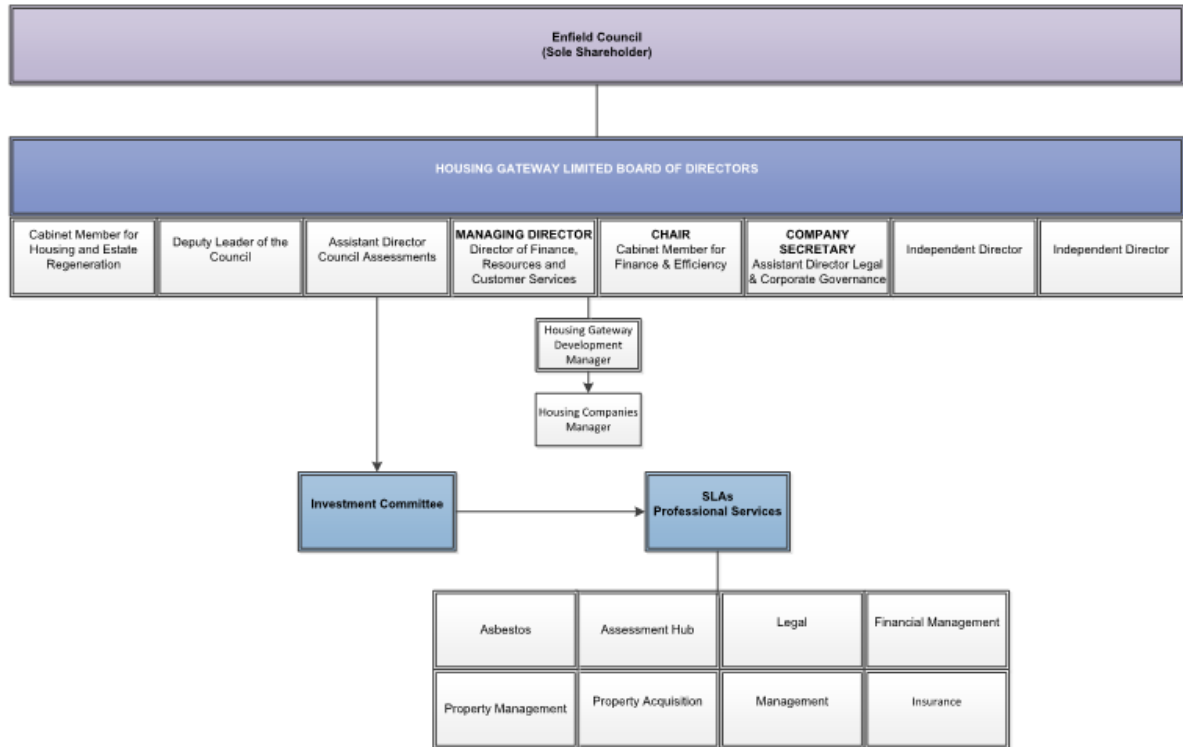 Enfield Council
(Sole Shareholder)
HOUSING GATEWAY LIMITED BOARD OF DIRECTORS
Cabinet Member for
Housing and Estate
Regeneration
Deputy Leader of the
Council
Assistant Director
Council Assessments
MANAGING DIRECTOR
Director of Finance,
Resources and
Customer Services
CHAIR
Cabinet Member for
Finance & Efficiency
COMPANY
SECRETARY
Assistant Director Legal
& Corporate Governance
Independent Director
Independent Director
Housing Gateway
Development
Manager
Housing Companies
Manager
Investment Committee
SLAs
Professional Services
Asbestos
Assessment Hub
Legal
Financial Management
Property Management
Property Acquisition
Management
Insurance